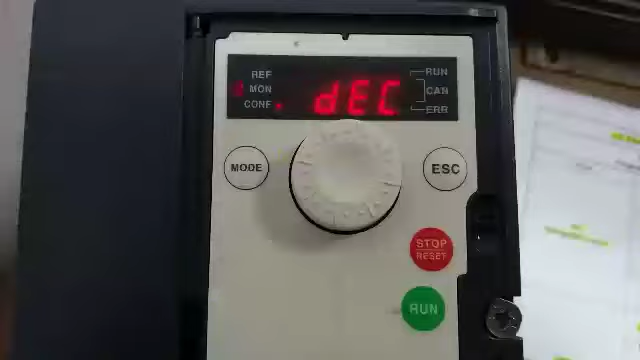 REF
MON
CONF
dEC
RUN
CAN
ERR
MODE
ESC
STOP
RESET
RUN